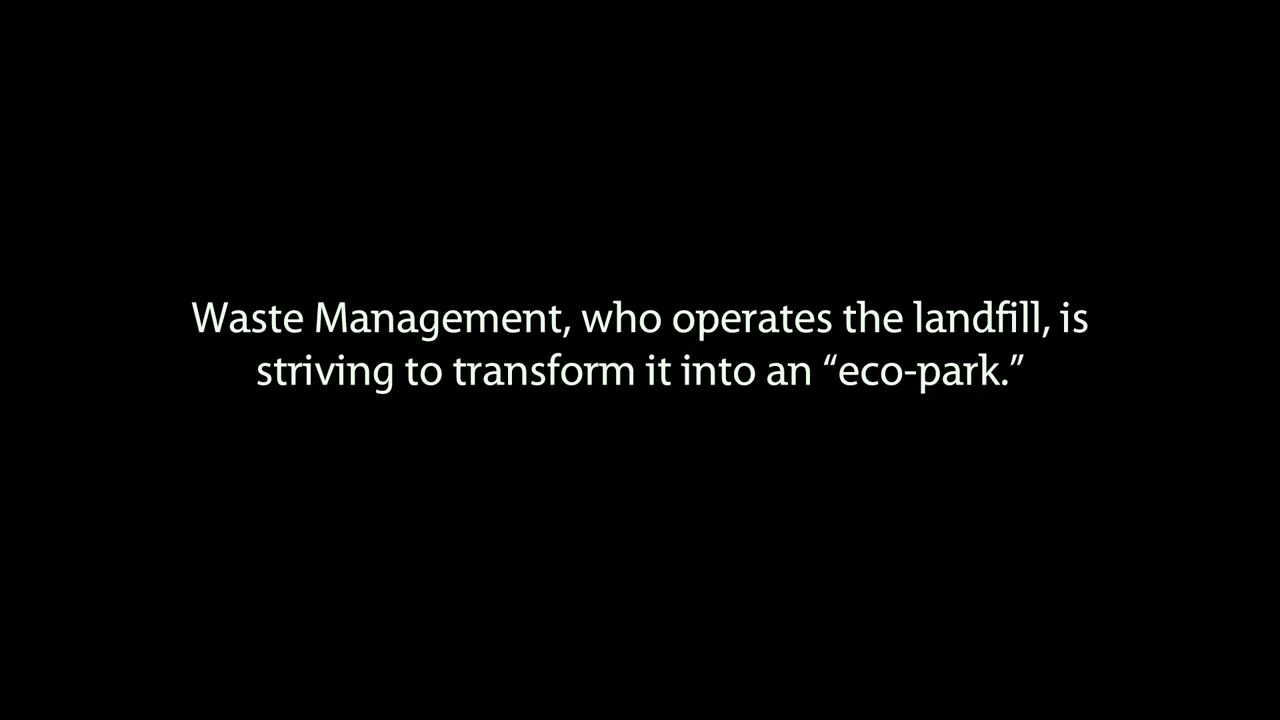 Waste Management, who operates the landfill, is
striving to transform it into an “eco-park.”